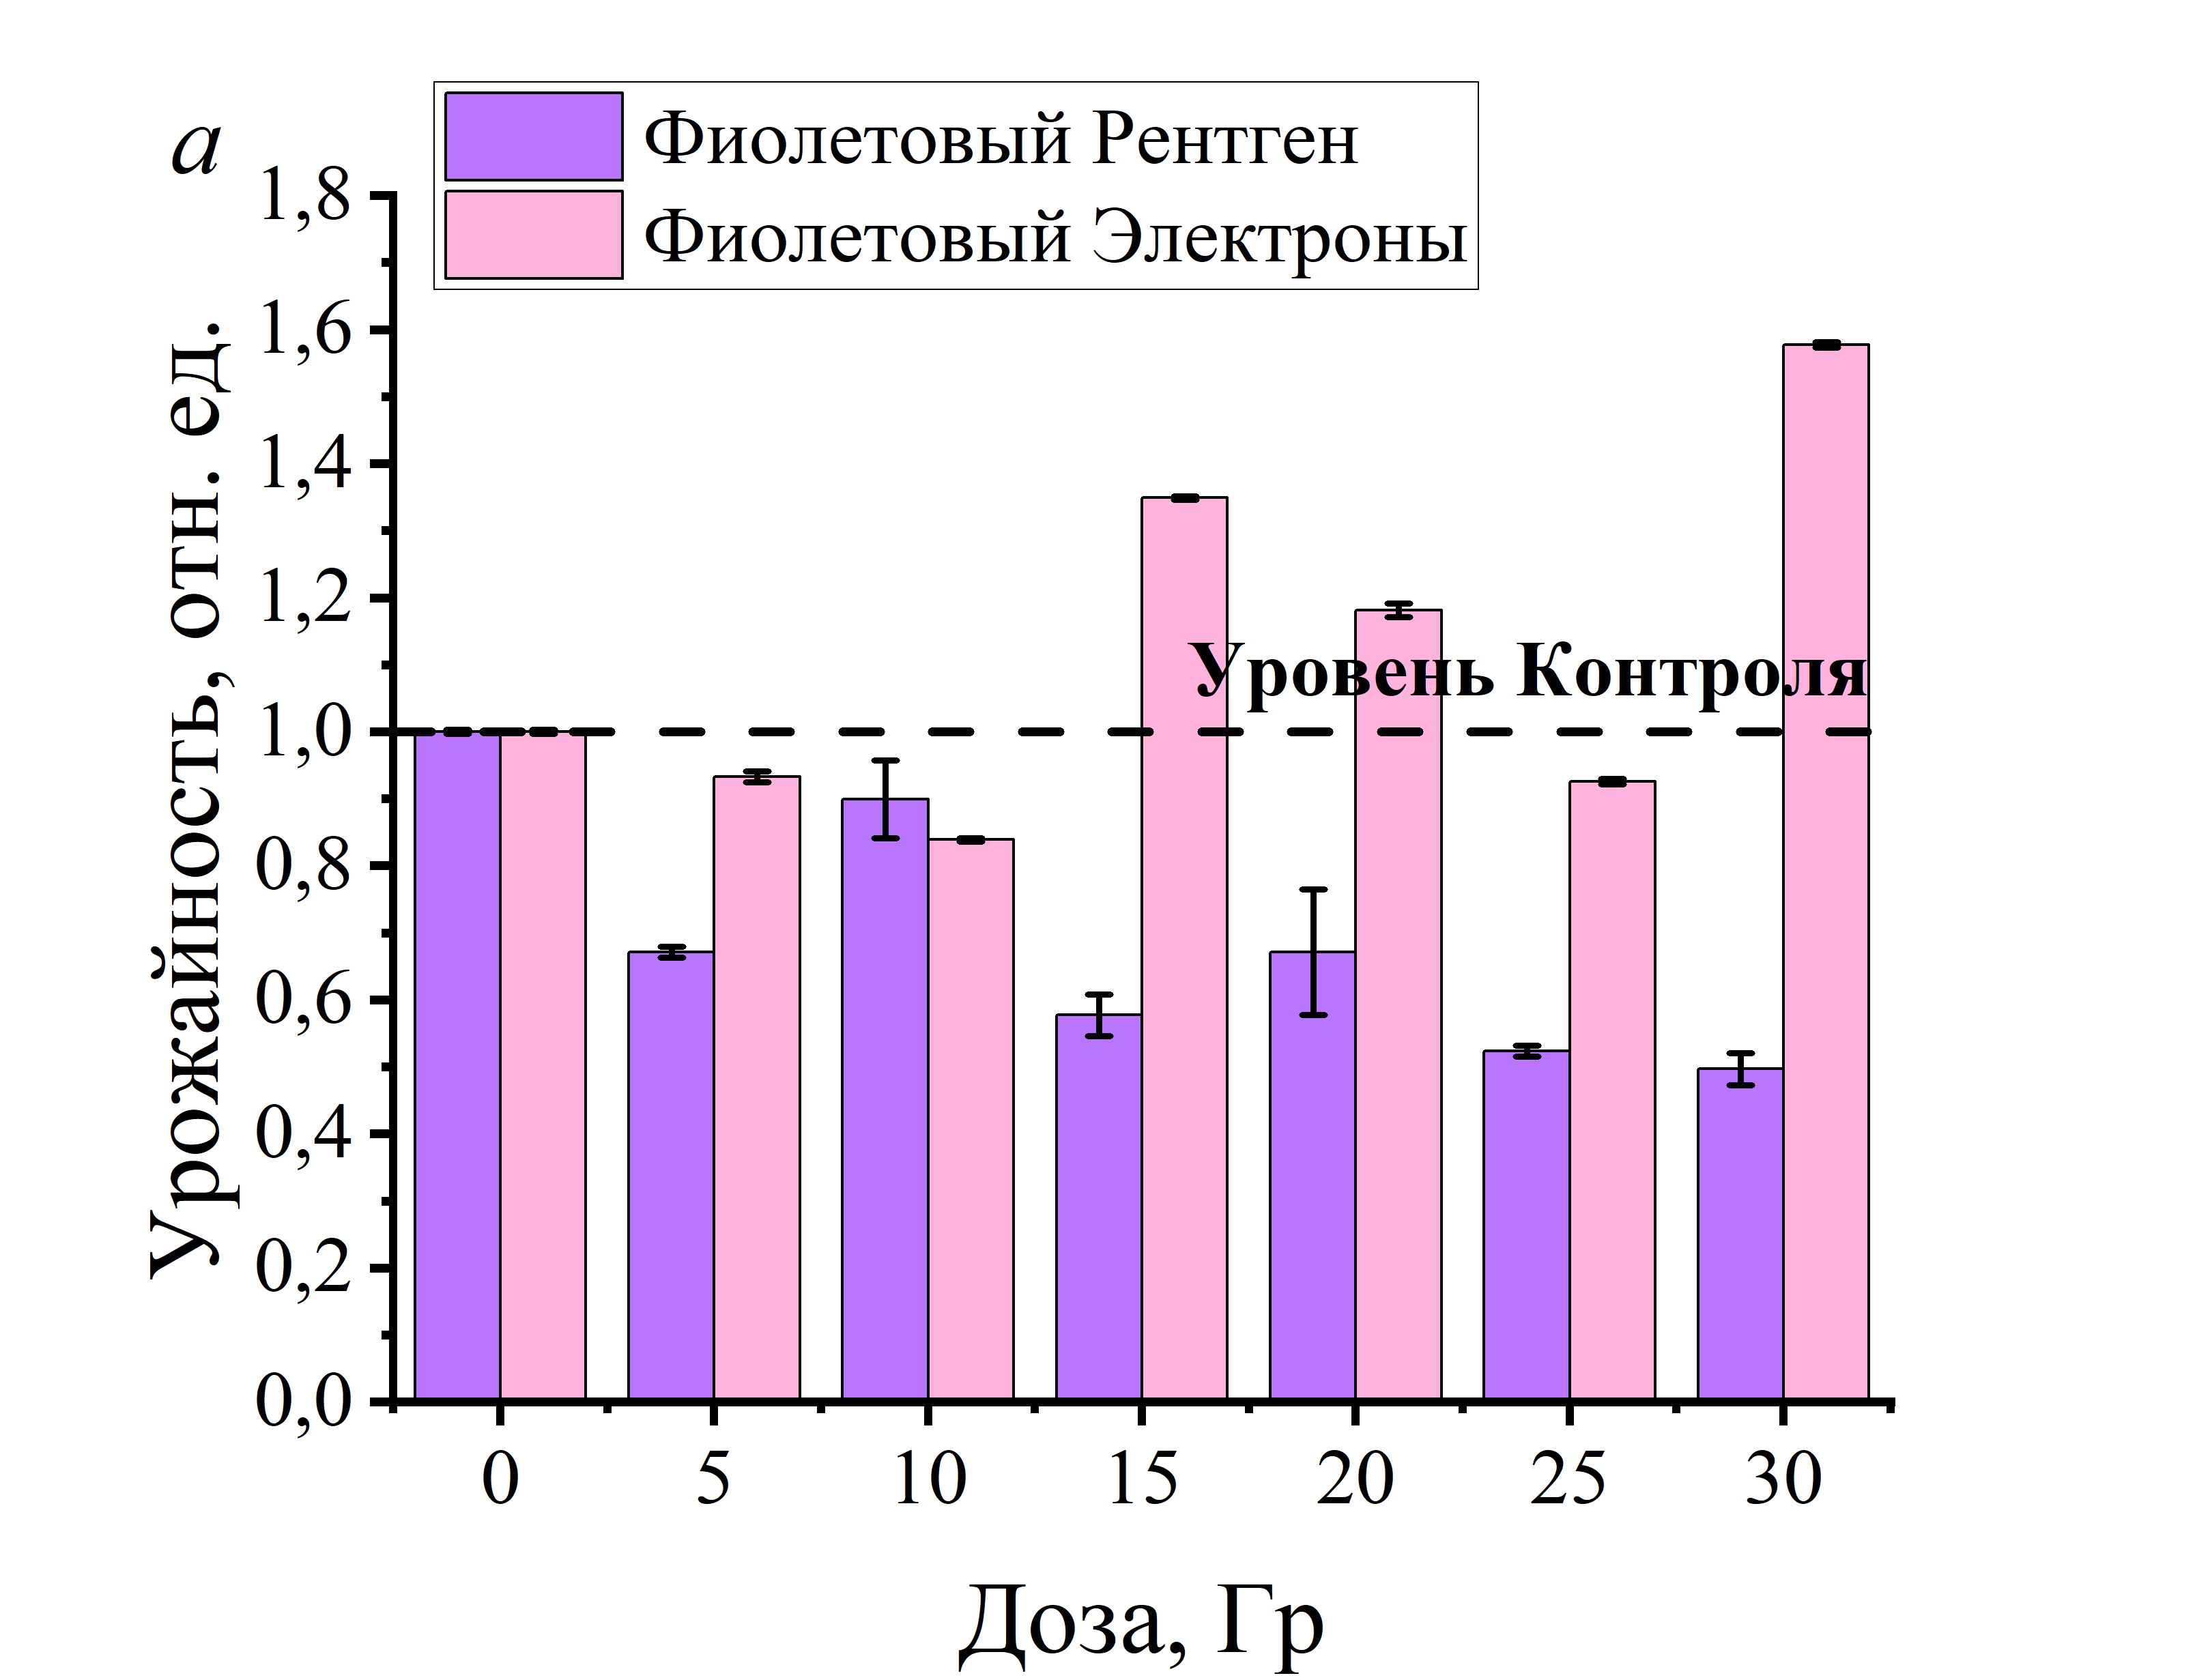 a
Фиолетовый Рентген
Фиолетовый Электроны
Урожайность, отн. ед.
1,8
1,6
1,4
1,2
1,0
0,8
0,6
0,4
0,2
0,0
Уровень Контроля
0 5 10 15 20 25 30
Доза, Гр